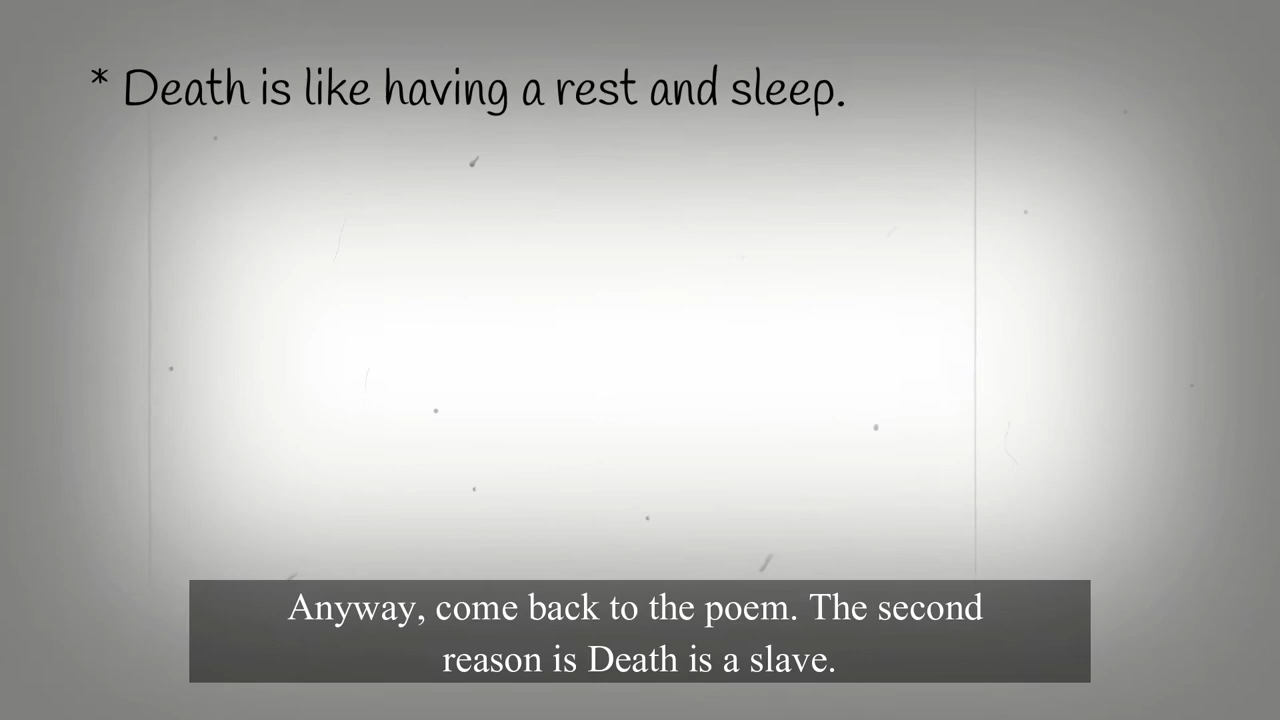 * Death is like having a rest and sleep.
Anyway, come back to the poem. The second
reason is Death is a slave.